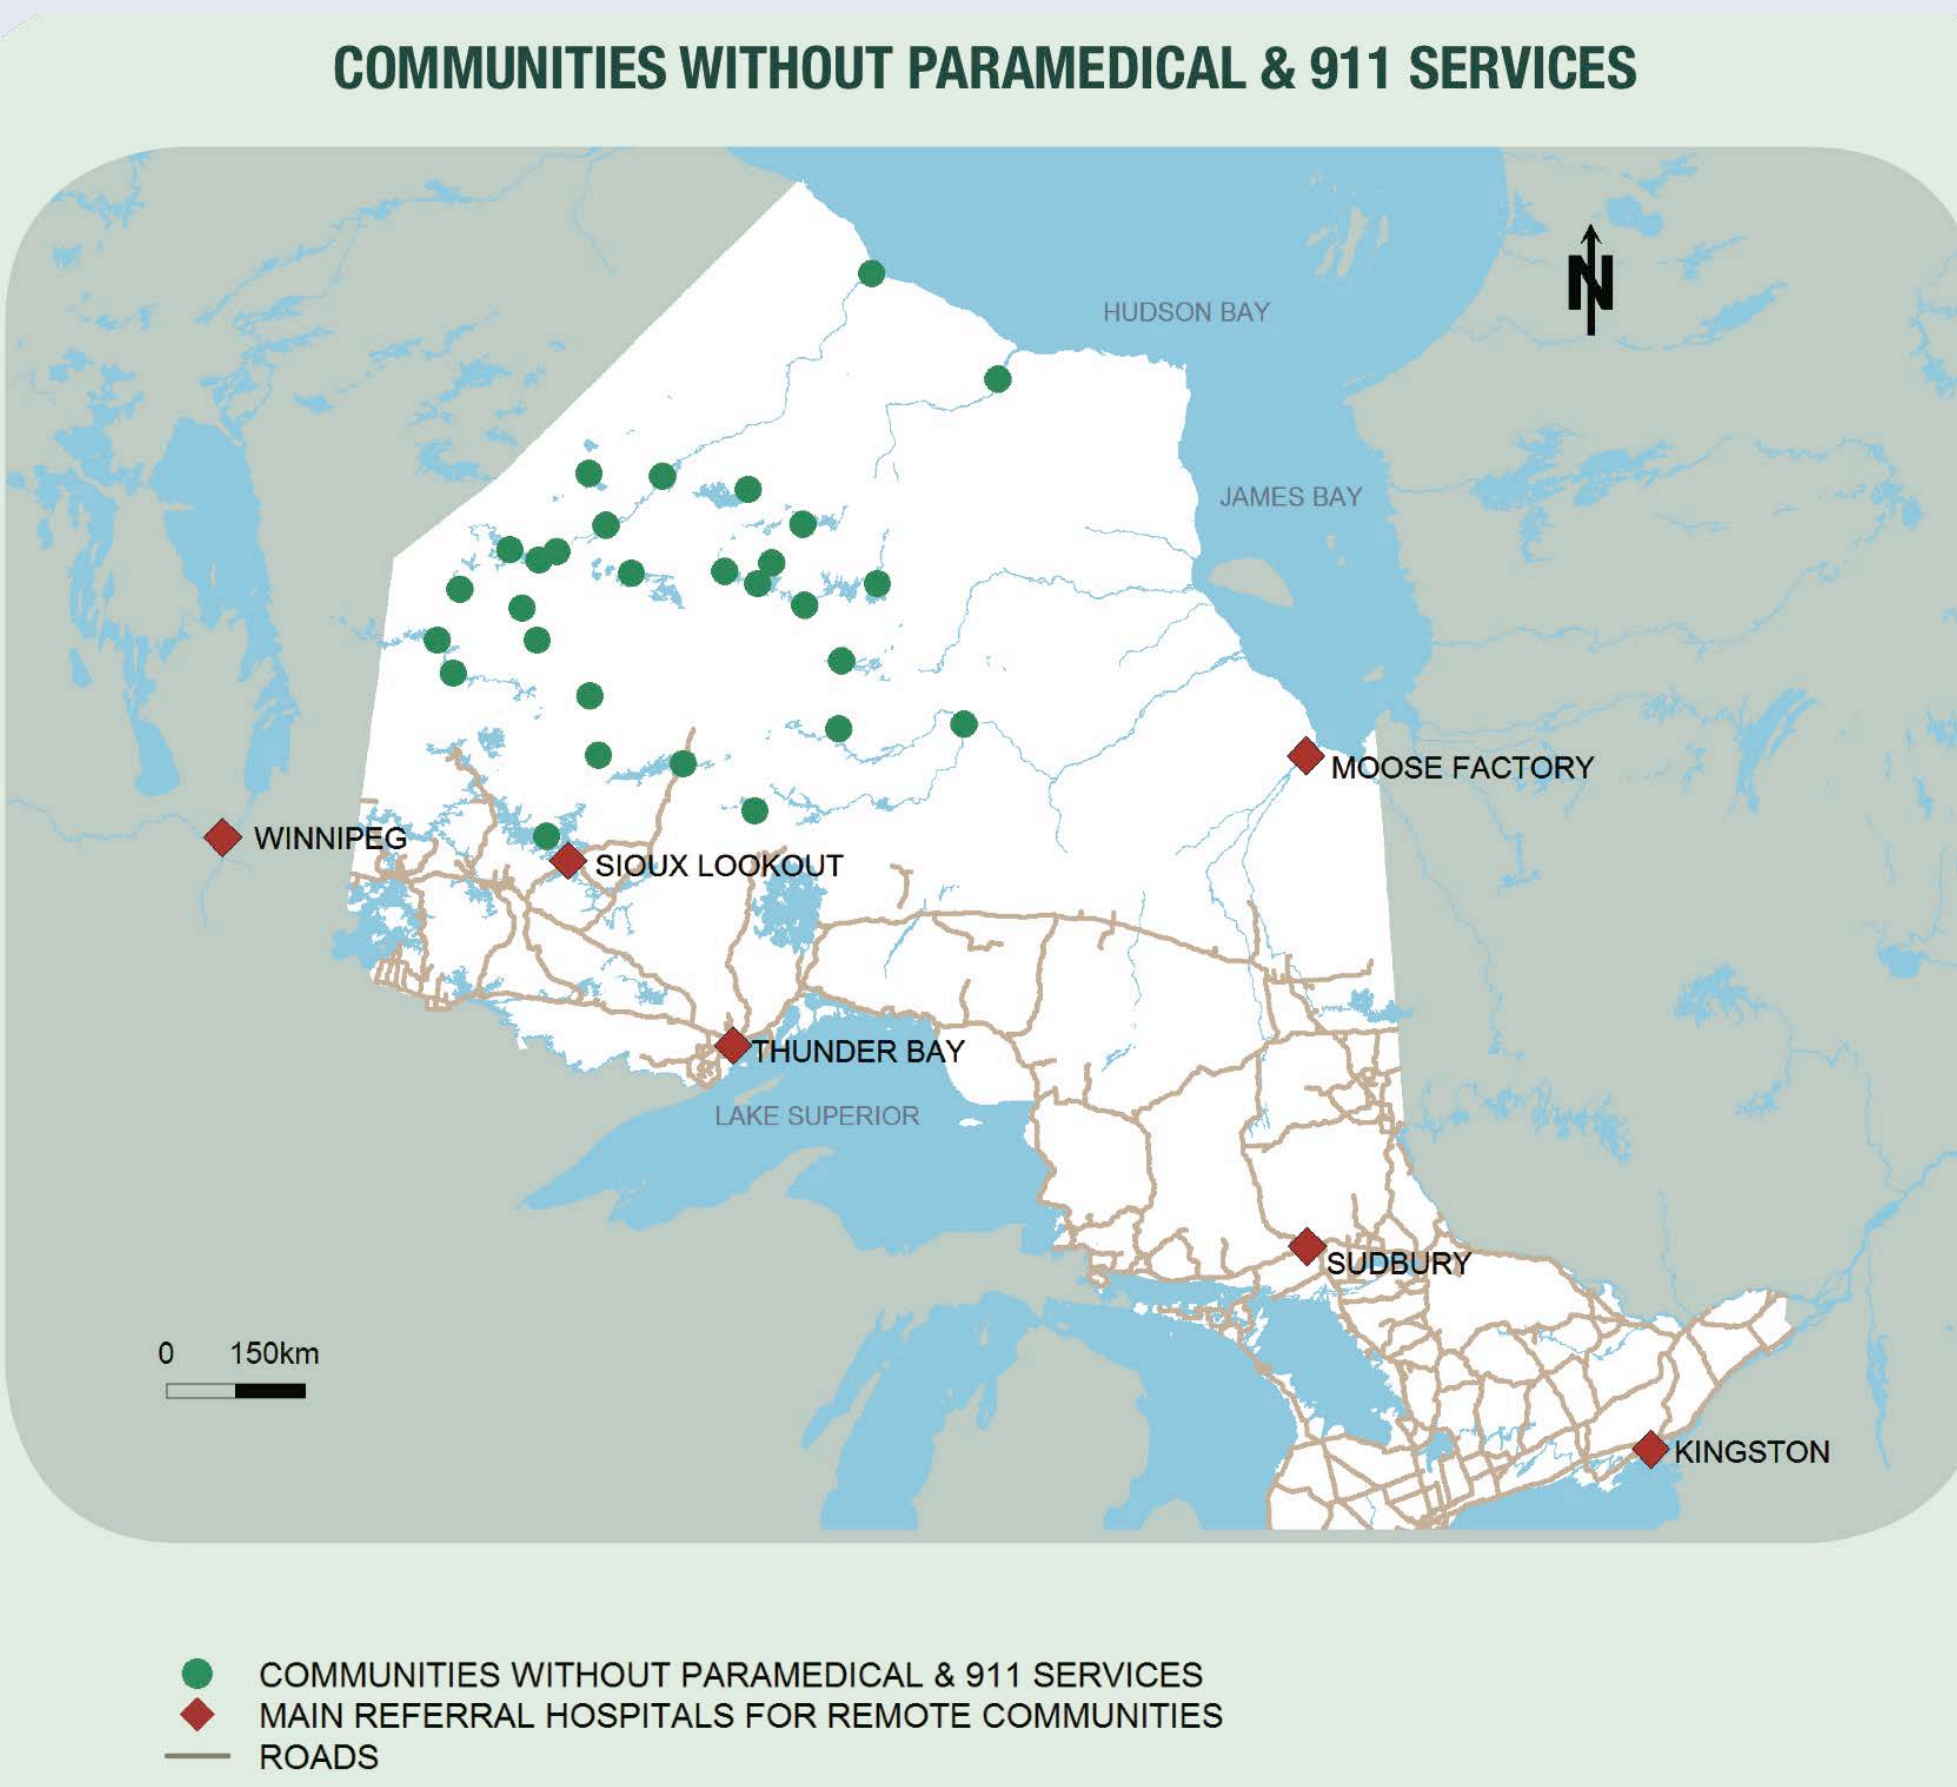 COMMUNITIES WITHOUT PARAMEDICAL & 911 SERVICES
N
HUDSON BAY
JAMES BAY
MOOSE FACTORY
WINNIPEG
SIOUX LOOKOUT
THUNDER BAY
LAKE SUPERIOR
SUDBURY
0 150km
KINGSTON
COMMUNITIES WITHOUT PARAMEDICAL & 911 SERVICES
MAIN REFERRAL HOSPITALS FOR REMOTE COMMUNITIES
ROADS